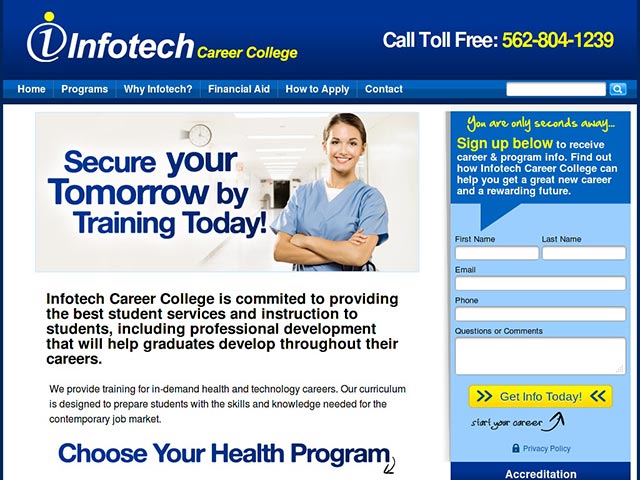 i Infotech Career College
Call Toll Free: 562-804-1239
Home Programs Why Infotech? Financial Aid How to Apply Contact
Secure your
Tomorrow by
Training Today!
Infotech Career College is commited to providing
the best student services and instruction to
students, including professional development
that will help graduates develop throughout their
careers.
We provide training for in-demand health and technology careers. Our curriculum
is designed to prepare students with the skills and knowledge needed for the
contemporary job market.
Choose Your Health Program
You are only seconds away...
Sign up below to receive
career & program info. Find out
how Infotech Career College can
help you get a great new career
and a rewarding future.
First Name Last Name
Email
Phone
Questions or Comments
>> Get Info Today! <<
start your career
Privacy Policy
Accreditation